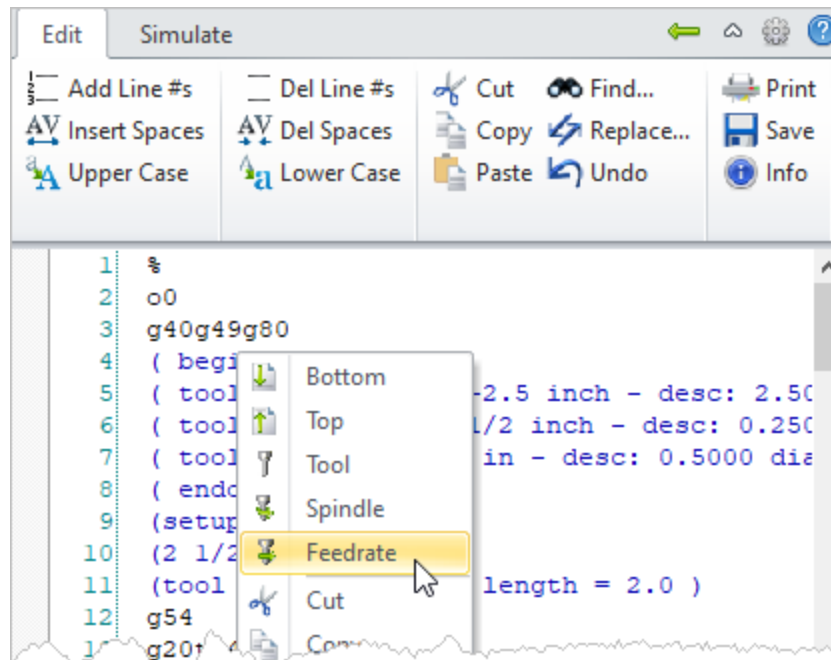 Edit Simulate
Add Line #s Del Line #s Cut Find... Print
Insert Spaces Del Spaces Copy Replace... Save
Upper Case Lower Case Paste Undo Info
1 %
2 o0
3 g40g49g80
4 ( begi
Bottom
5 ( tool -2.5 inch - desc: 2.50
Top
6 ( tool 1/2 inch - desc: 0.250
7 ( tool in - desc: 0.5000 dia
Tool
8 ( endo
Spindle
9 (setup
10 (2 1/2
Feedrate
11 (tool length = 2.0 )
Cut
12 g54
g20t
Copy